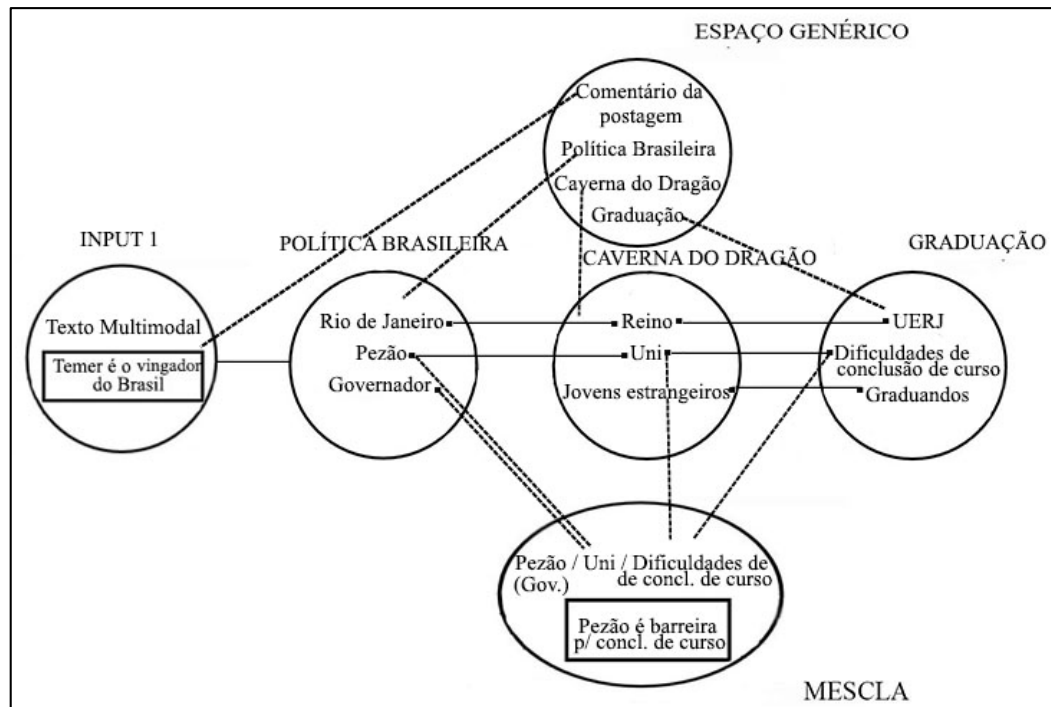 ESPAÇO GENÉRICO
Comentário da
postagem
Política Brasileira
Caverna do Dragão
Graduação
INPUT 1
Texto Multimodal
Temer é o vingador
do Brasil
POLÍTICA BRASILEIRA
Rio de Janeiro
Pezão
Governador
CAVERNA DO DRAGÃO
Reino
Uni
Jovens estrangeiros
GRADUAÇÃO
UERJ
Dificuldades de
conclusão de curso
Graduandos
Pezão / Uni / Dificuldades de
(Gov.) de concl. de curso
Pezão é barreira
p/ concl. de curso
MESCLA